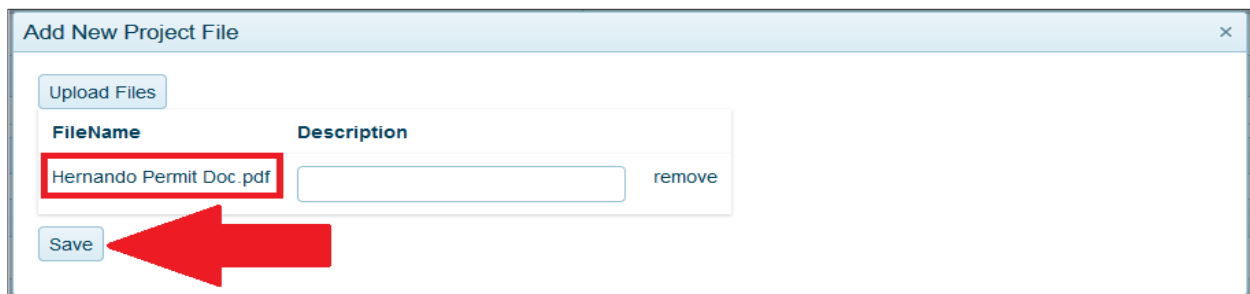 Add New Project File ×
Upload Files
FileName Description
Hernando Permit Doc.pdf remove
Save